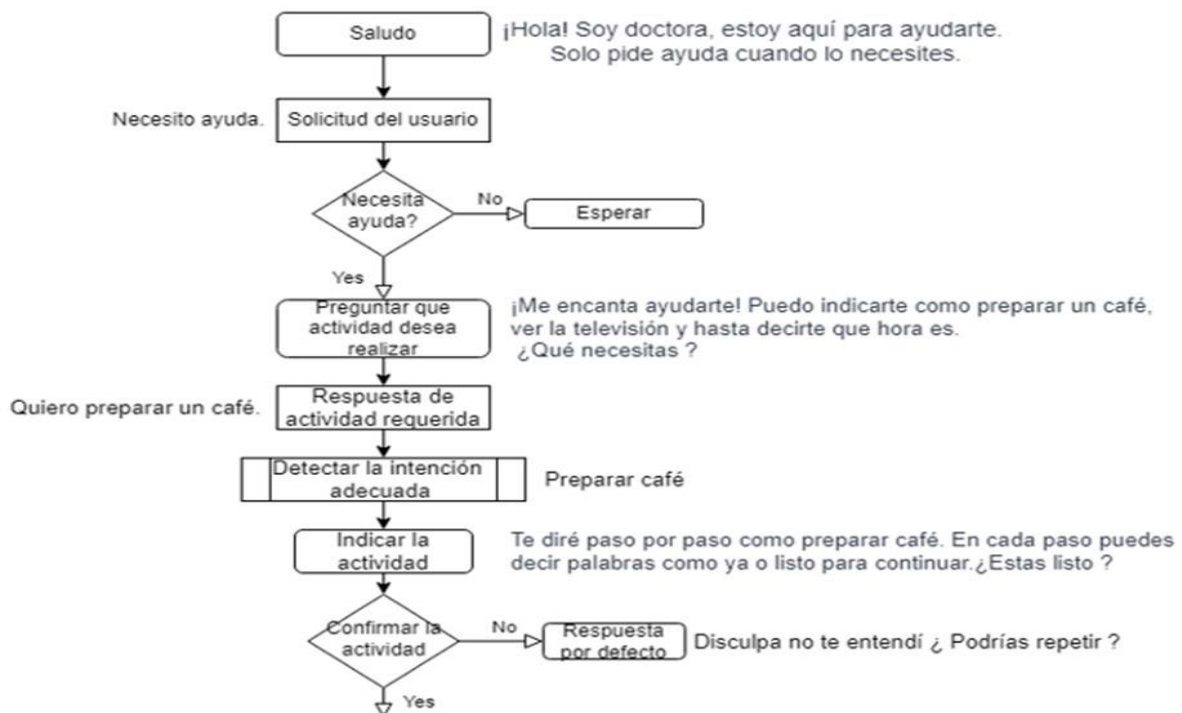 Saludo
¡Hola! Soy doctora, estoy aquí para ayudarte.
Solo pide ayuda cuando lo necesites.
Necesito ayuda.
Solicitud del usuario
Necesita
ayuda?
No
Esperar
Yes
Preguntar que
actividad desea
realizar
¡Me encanta ayudarte! Puedo indicarte como preparar un café,
ver la televisión y hasta decirte que hora es.
¿Qué necesitas ?
Quiero preparar un café.
Respuesta de
actividad requerida
Detectar la intención
adecuada
Preparar café
Indicar la
actividad
Te diré paso por paso como preparar café. En cada paso puedes
decir palabras como ya o listo para continuar.¿Estas listo ?
Confirmar la
actividad
No
Respuesta
por defecto
Disculpa no te entendí ¿ Podrías repetir ?
Yes